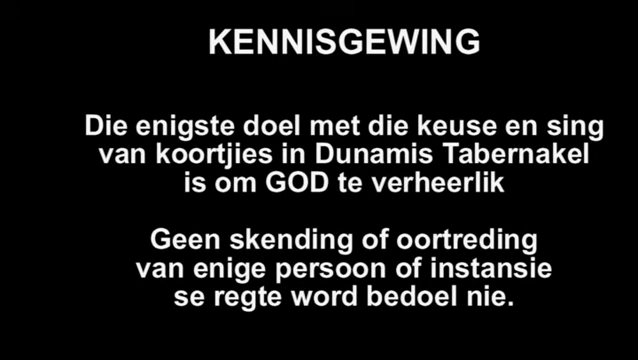 KENNISGEWING
Die enigste doel met die keuse en sing
van koortjies in Dunamis Tabernakel
is om GOD te verheerlik
Geen skending of oortreding
van enige persoon of instansie
se regte word bedoel nie.